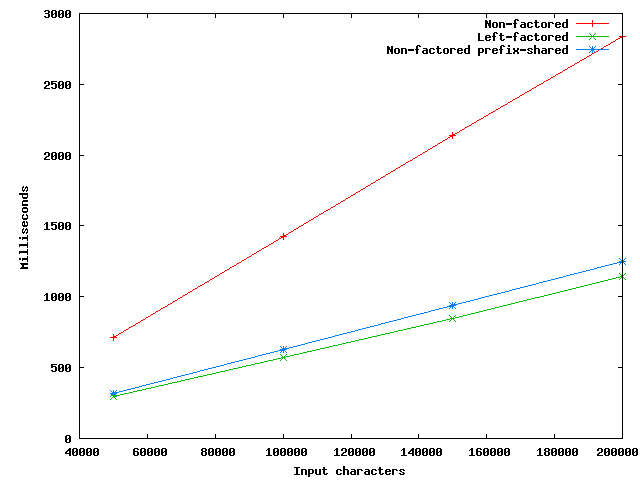 3000
2500
2000
1500
1000
500
0
Milliseconds
Non-factored
Left-factored
Non-factored prefix-shared
40000 60000 80000 100000 120000 140000 160000 180000 200000
Input characters